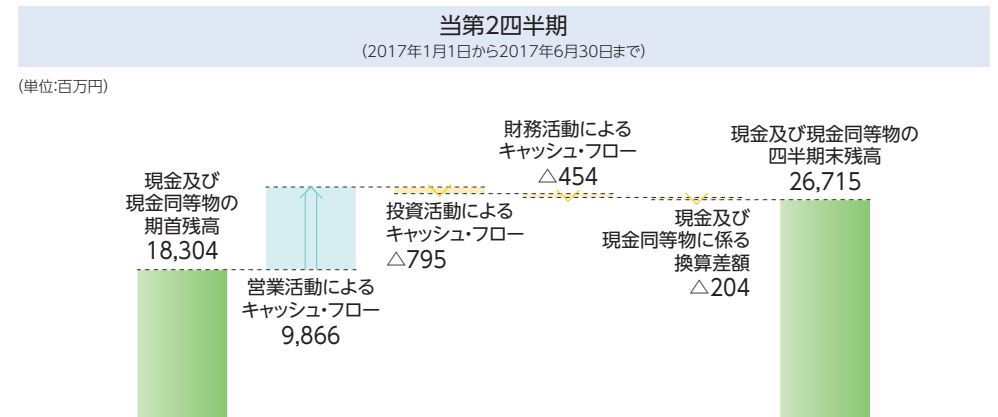 当第2四半期
(2017年1月1日から2017年6月30日まで)
(単位:百万円)
現金及び
現金同等物の
期首残高
18,304
営業活動による
キャッシュ・フロー
9,866
投資活動による
キャッシュ・フロー
△795
財務活動による
キャッシュ・フロー
△454
現金及び
現金同等物に係る
換算差額
△204
現金及び現金同等物の
四半期末残高
26,715